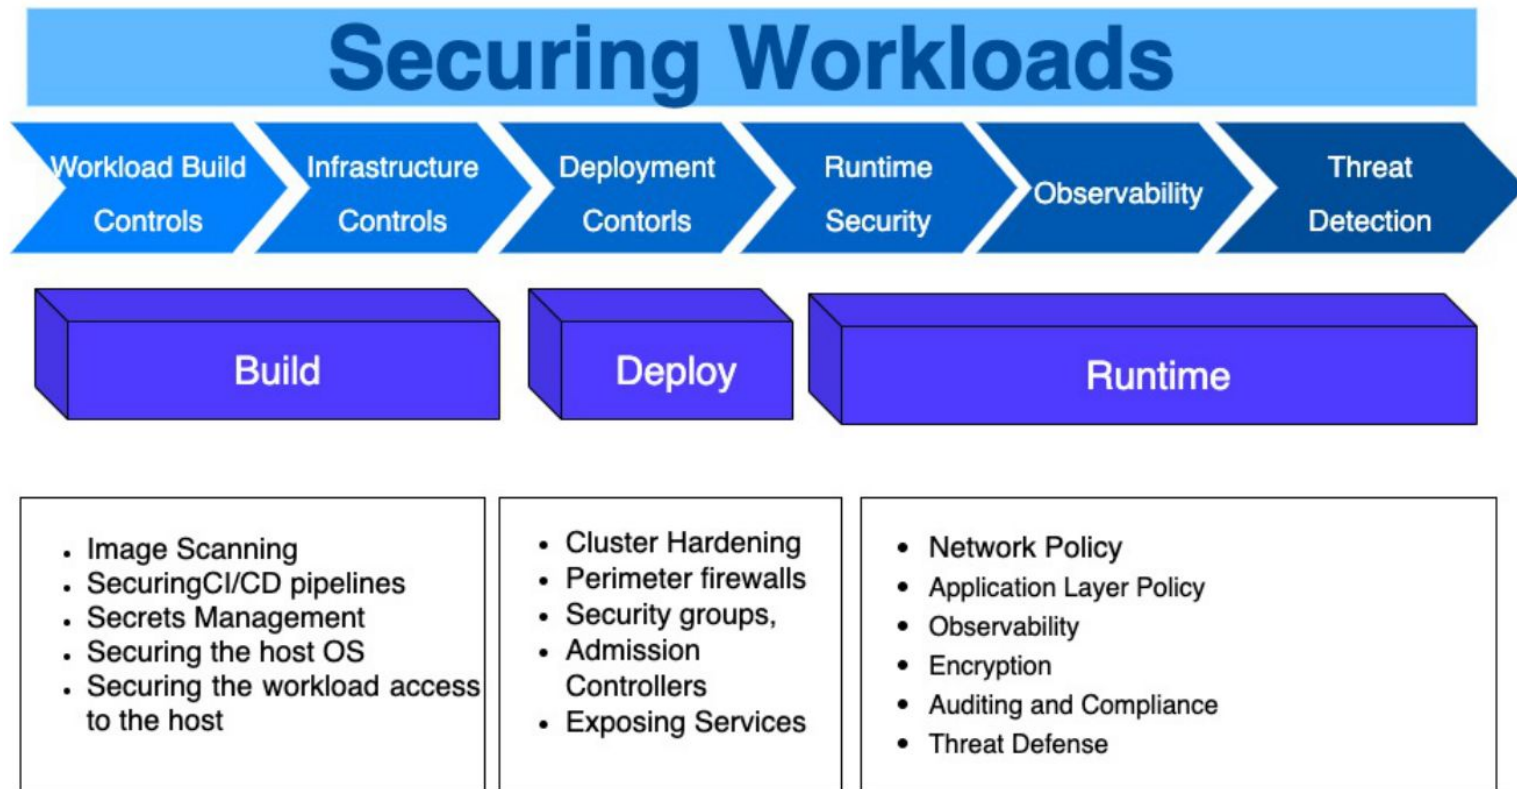 Securing Workloads
Workload Build
Controls
Infrastructure
Controls
Deployment
Contorls
Runtime
Security
Observability
Threat
Detection
Build
Deploy
Runtime
• Image Scanning
• SecuringCI/CD pipelines
• Secrets Management
• Securing the host OS
• Securing the workload access
to the host
• Cluster Hardening
• Perimeter firewalls
• Security groups,
• Admission
Controllers
• Exposing Services
• Network Policy
• Application Layer Policy
• Observability
• Encryption
• Auditing and Compliance
• Threat Defense